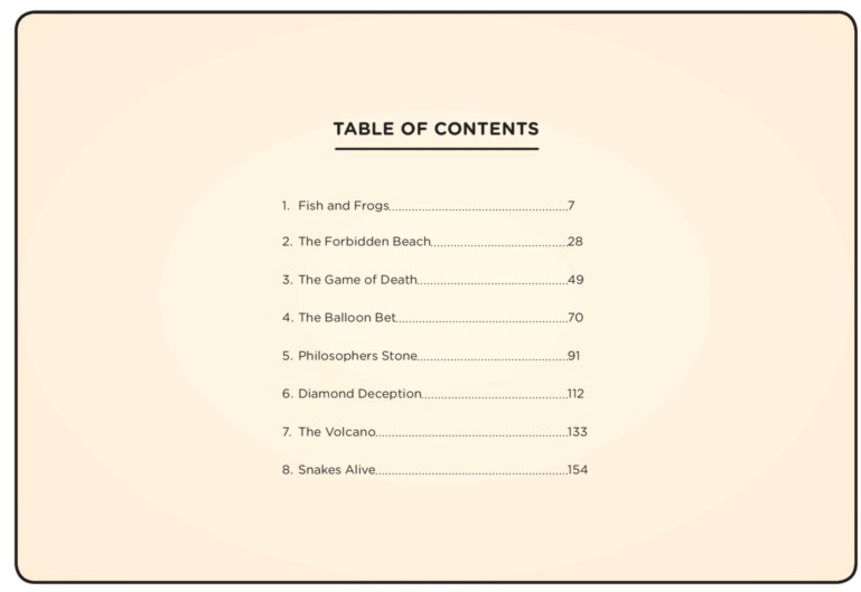 TABLE OF CONTENTS
1. Fish and Frogs 7
2. The Forbidden Beach 28
3. The Game of Death 49
4. The Balloon Bet 70
5. Philosophers Stone 91
6. Diamond Deception 112
7. The Volcano 133
8. Snakes Alive 154